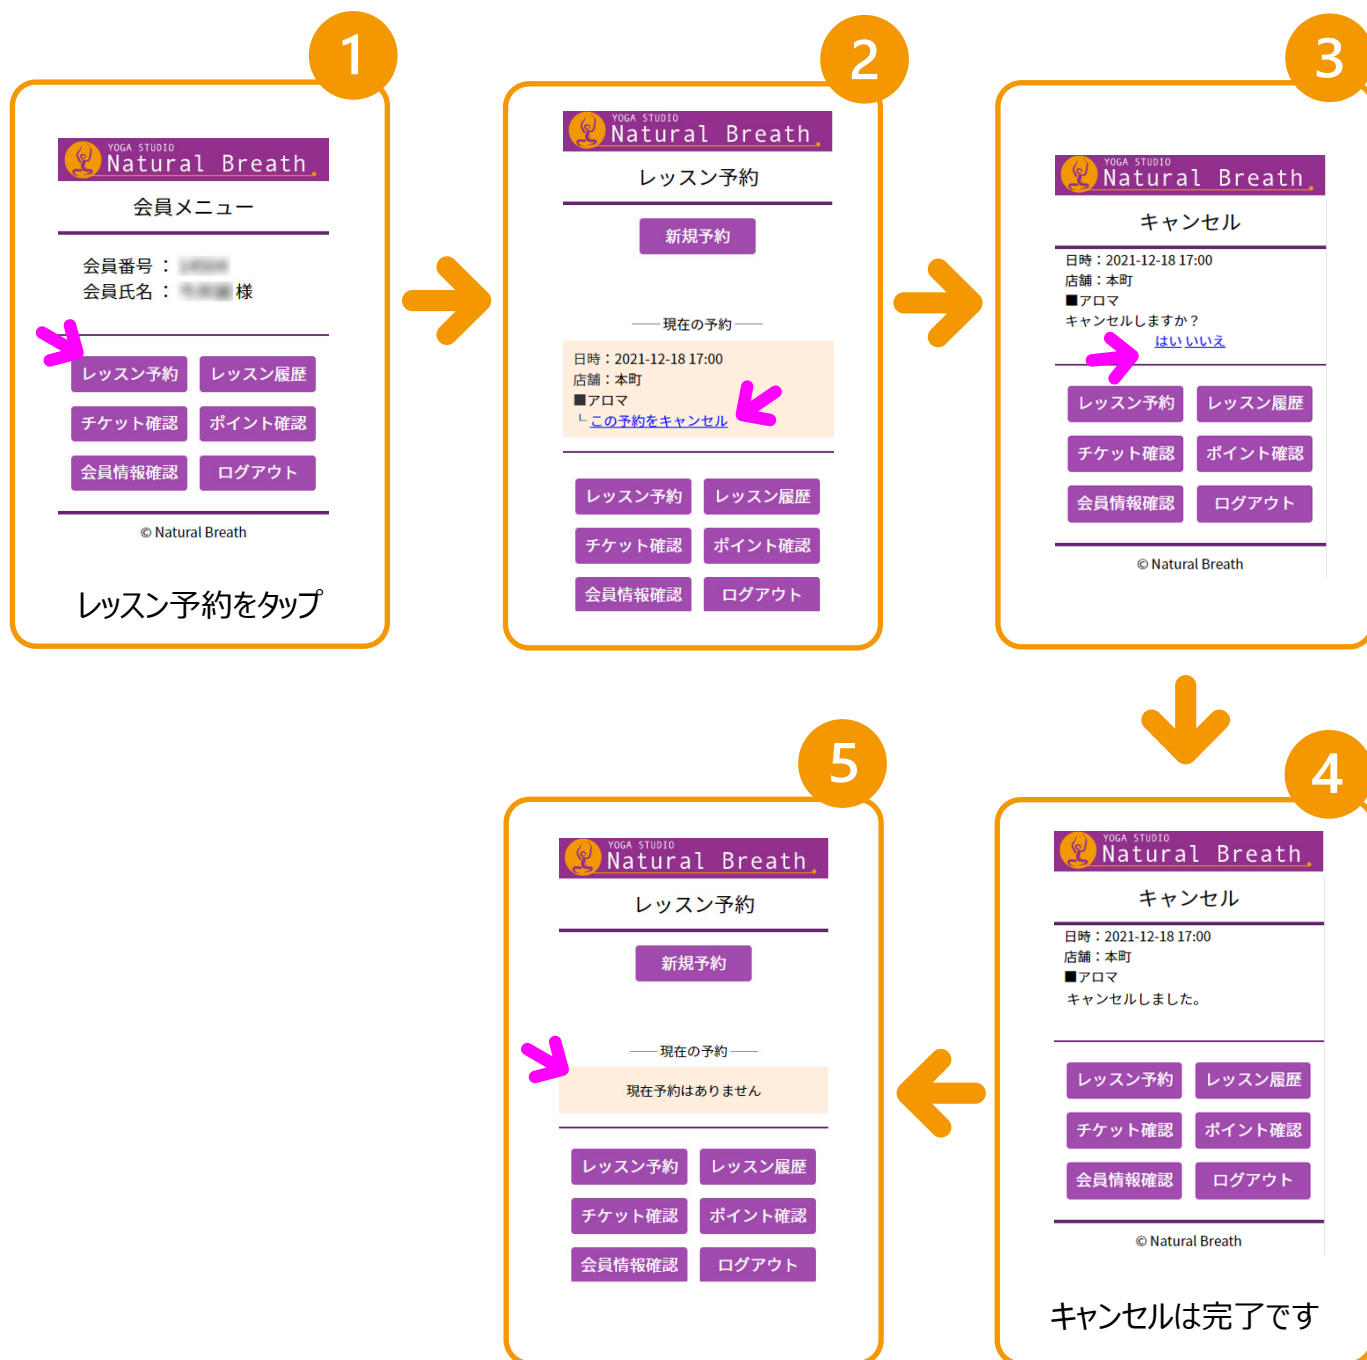 1
YOGA STUDIO
Natural Breath
会員メニュー
会員番号：
会員氏名： 様
レッスン予約 レッスン履歴
チケット確認 ポイント確認
会員情報確認 ログアウト
© Natural Breath
レッスン予約をタップ
2
YOGA STUDIO
Natural Breath
レッスン予約
新規予約
現在の予約
日時：2021-12-18 17:00
店舗：本町
■アロマ
└ この予約をキャンセル
レッスン予約 レッスン履歴
チケット確認 ポイント確認
会員情報確認 ログアウト
3
YOGA STUDIO
Natural Breath
キャンセル
日時：2021-12-18 17:00
店舗：本町
■アロマ
キャンセルしますか？
はい いいえ
レッスン予約 レッスン履歴
チケット確認 ポイント確認
会員情報確認 ログアウト
© Natural Breath
4
YOGA STUDIO
Natural Breath
キャンセル
日時：2021-12-18 17:00
店舗：本町
■アロマ
キャンセルしました。
レッスン予約 レッスン履歴
チケット確認 ポイント確認
会員情報確認 ログアウト
© Natural Breath
キャンセルは完了です
5
YOGA STUDIO
Natural Breath
レッスン予約
新規予約
現在の予約
現在予約はありません
レッスン予約 レッスン履歴
チケット確認 ポイント確認
会員情報確認 ログアウト